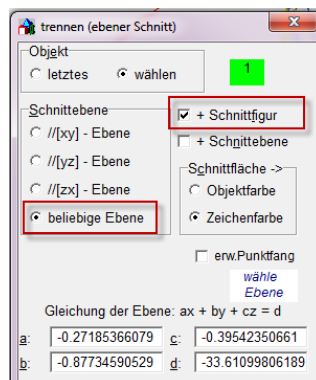 trennen (ebener Schnitt)
Objekt
letztes wählen 1
Schnittebene
+ Schnittfigur
//[xy] - Ebene
+ Schnittebene
//[yz] - Ebene
Schnittfläche ->
//[zx] - Ebene
Objektfarbe
beliebige Ebene
Zeichenfarbe
erw.Punktfang
wähle
Ebene
Gleichung der Ebene: ax + by + cz = d
a: -0.27185366079 c: -0.39542350661
b: -0.87734590529 d: -33.61099806189